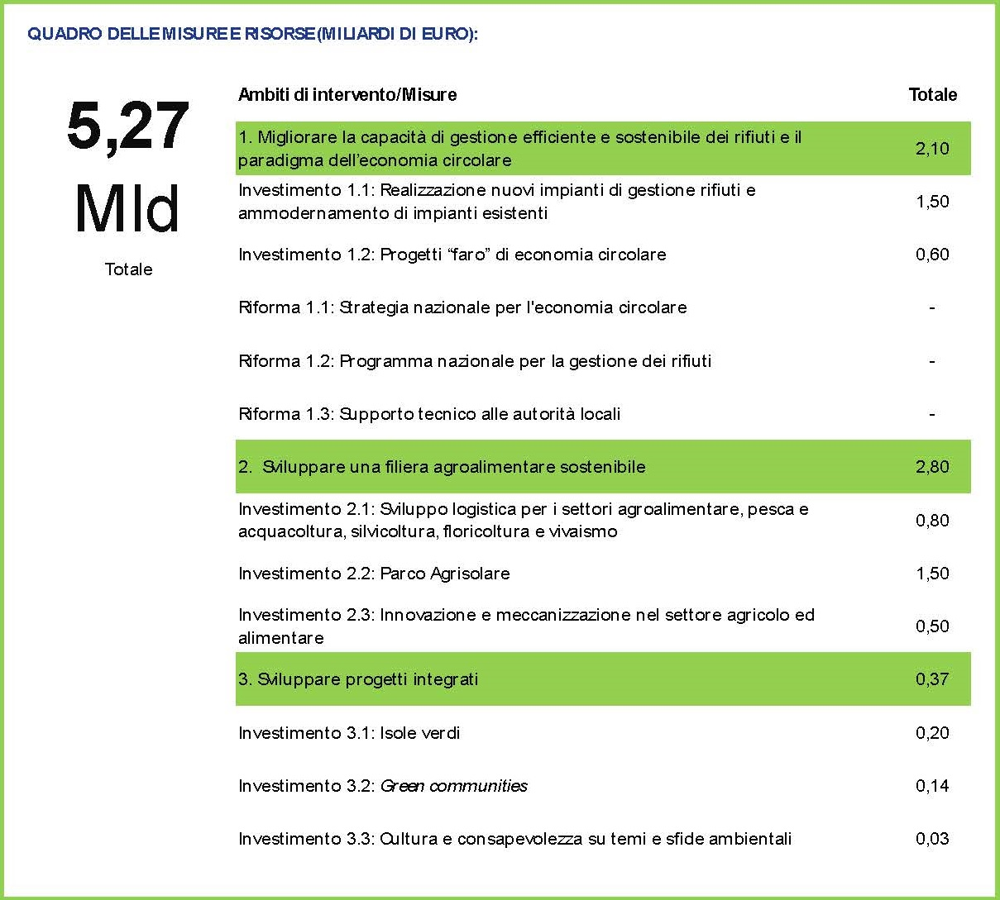 QUADRO DELLE MISURE E RISORSE (MILIARDI DI EURO):
5,27
Mld
Totale
Ambiti di intervento/Misure Totale
1. Migliorare la capacità di gestione efficiente e sostenibile dei rifiuti e il
paradigma dell'economia circolare 2,10
Investimento 1.1: Realizzazione nuovi impianti di gestione rifiuti e
ammodernamento di impianti esistenti 1,50
Investimento 1.2: Progetti “faro” di economia circolare 0,60
Riforma 1.1: Strategia nazionale per l'economia circolare -
Riforma 1.2: Programma nazionale per la gestione dei rifiuti -
Riforma 1.3: Supporto tecnico alle autorità locali -
2. Sviluppare una filiera agroalimentare sostenibile 2,80
Investimento 2.1: Sviluppo logistica per i settori agroalimentare, pesca e
acquacoltura, silvicoltura, floricoltura e vivaismo 0,80
Investimento 2.2: Parco Agrisolare 1,50
Investimento 2.3: Innovazione e meccanizzazione nel settore agricolo ed
alimentare 0,50
3. Sviluppare progetti integrati 0,37
Investimento 3.1: Isole verdi 0,20
Investimento 3.2: Green communities 0,14
Investimento 3.3: Cultura e consapevolezza su temi e sfide ambientali 0,03